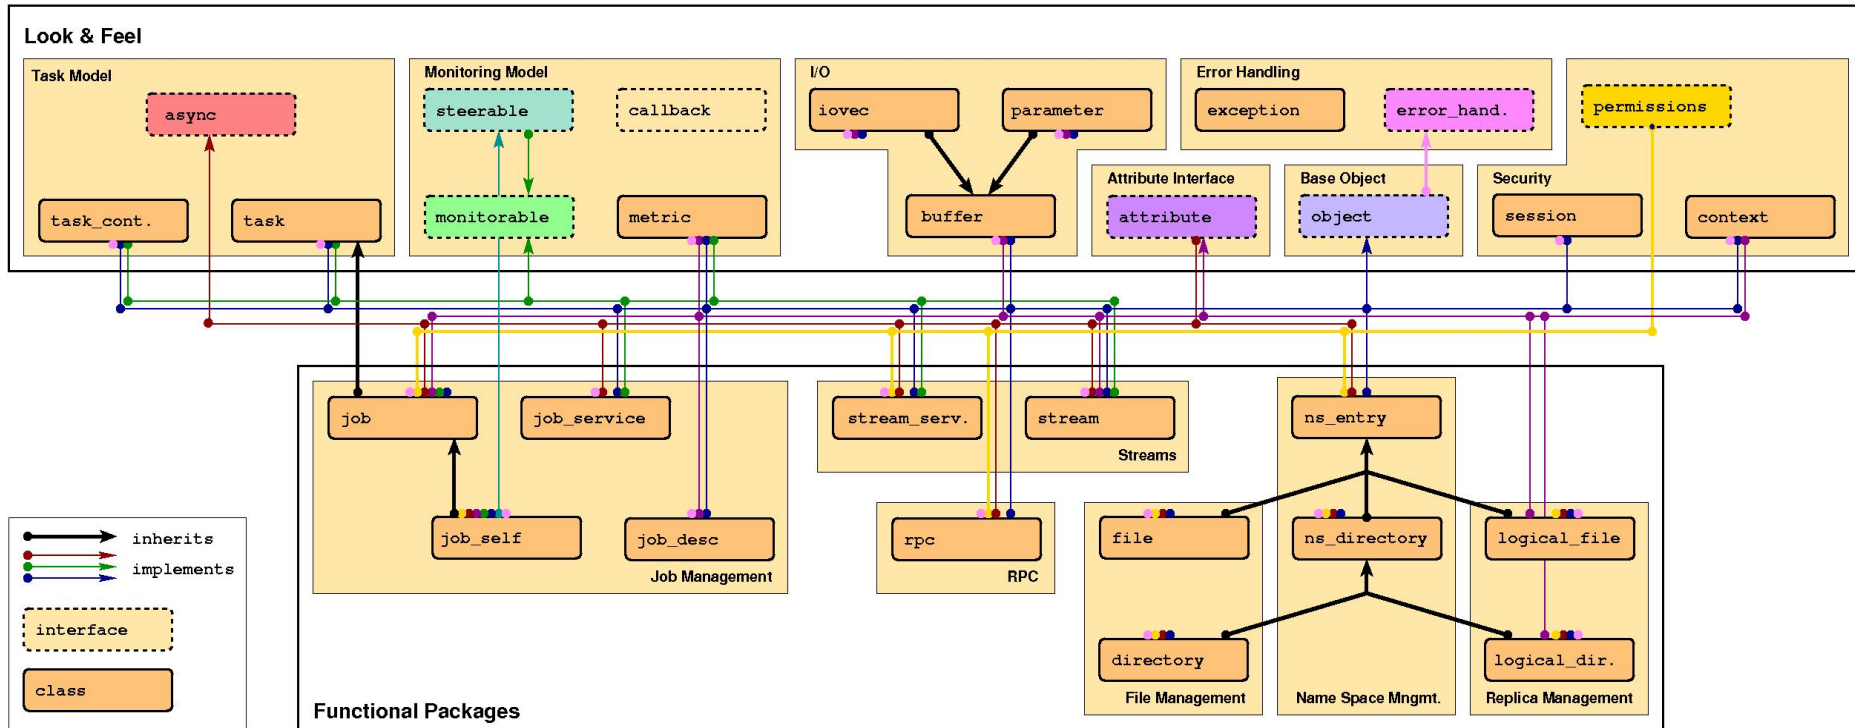 Look & Feel
Task Model
async
task_cont.
task
Monitoring Model
steerable
callback
monitorable
metric
I/O
iovec
parameter
buffer
Attribute Interface
attribute
Error Handling
exception
error_hand.
Base Object
object
permissions
Security
session
context
job
job_service
job_self
job_desc
Job Management
stream_serv.
stream
Streams
rpc
RPC
ns_entry
file
ns_directory
logical_file
directory
logical_dir.
File Management
Name Space Mngmt.
Replica Management
Functional Packages
inherits
implements
interface
class